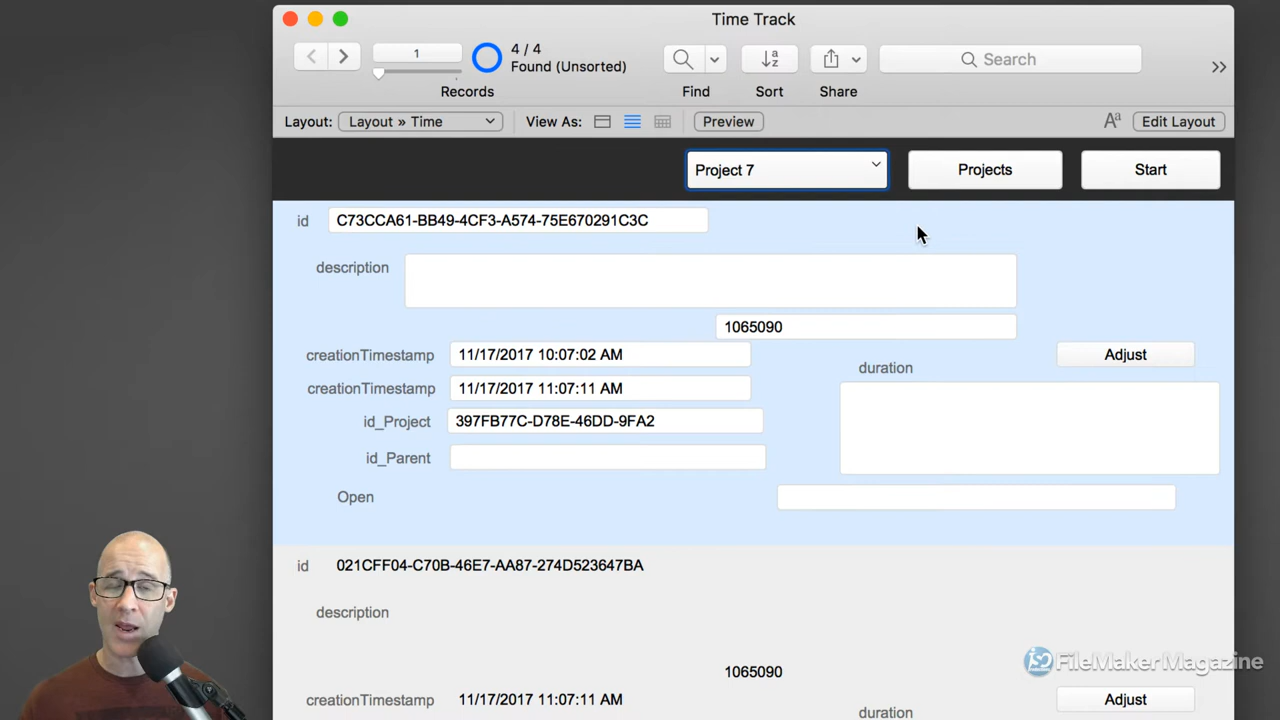 Time Track
1
4 / 4
Found (Unsorted)
Search
Records
Find
Sort
Share
Layout: Layout » Time View As: Preview Aª Edit Layout
Project 7 Projects Start
id C73CCA61-BB49-4CF3-A574-75E670291C3C
description
1065090
creationTimestamp 11/17/2017 10:07:02 AM Adjust
duration
creationTimestamp 11/17/2017 11:07:11 AM
id_Project 397FB77C-D78E-46DD-9FA2
id_Parent
Open
id 021CFF04-C70B-46E7-AA87-274D523647BA
description
1065090
creationTimestamp 11/17/2017 11:07:11 AM Adjust
duration
FileMakerMagazine